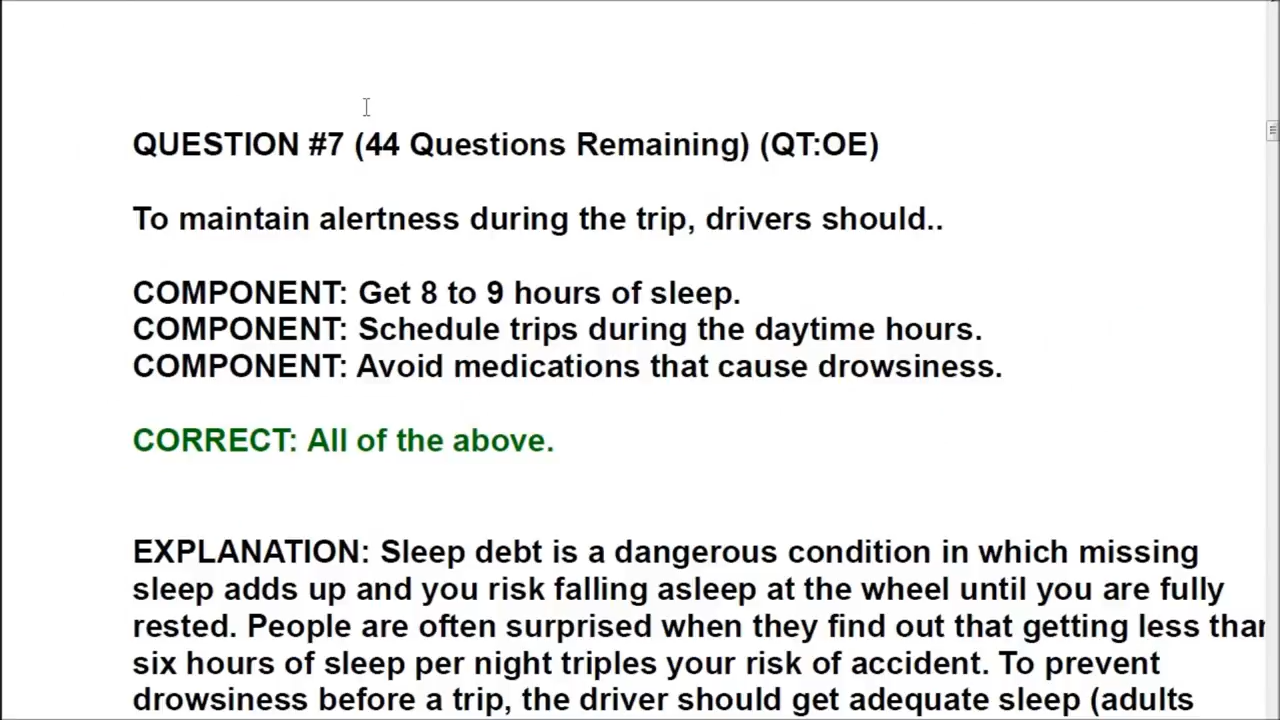 QUESTION #7 (44 Questions Remaining) (QT:OE)
To maintain alertness during the trip, drivers should..
COMPONENT: Get 8 to 9 hours of sleep.
COMPONENT: Schedule trips during the daytime hours.
COMPONENT: Avoid medications that cause drowsiness.
CORRECT: All of the above.
EXPLANATION: Sleep debt is a dangerous condition in which missing
sleep adds up and you risk falling asleep at the wheel until you are fully
rested. People are often surprised when they find out that getting less than
six hours of sleep per night triples your risk of accident. To prevent
drowsiness before a trip, the driver should get adequate sleep (adults